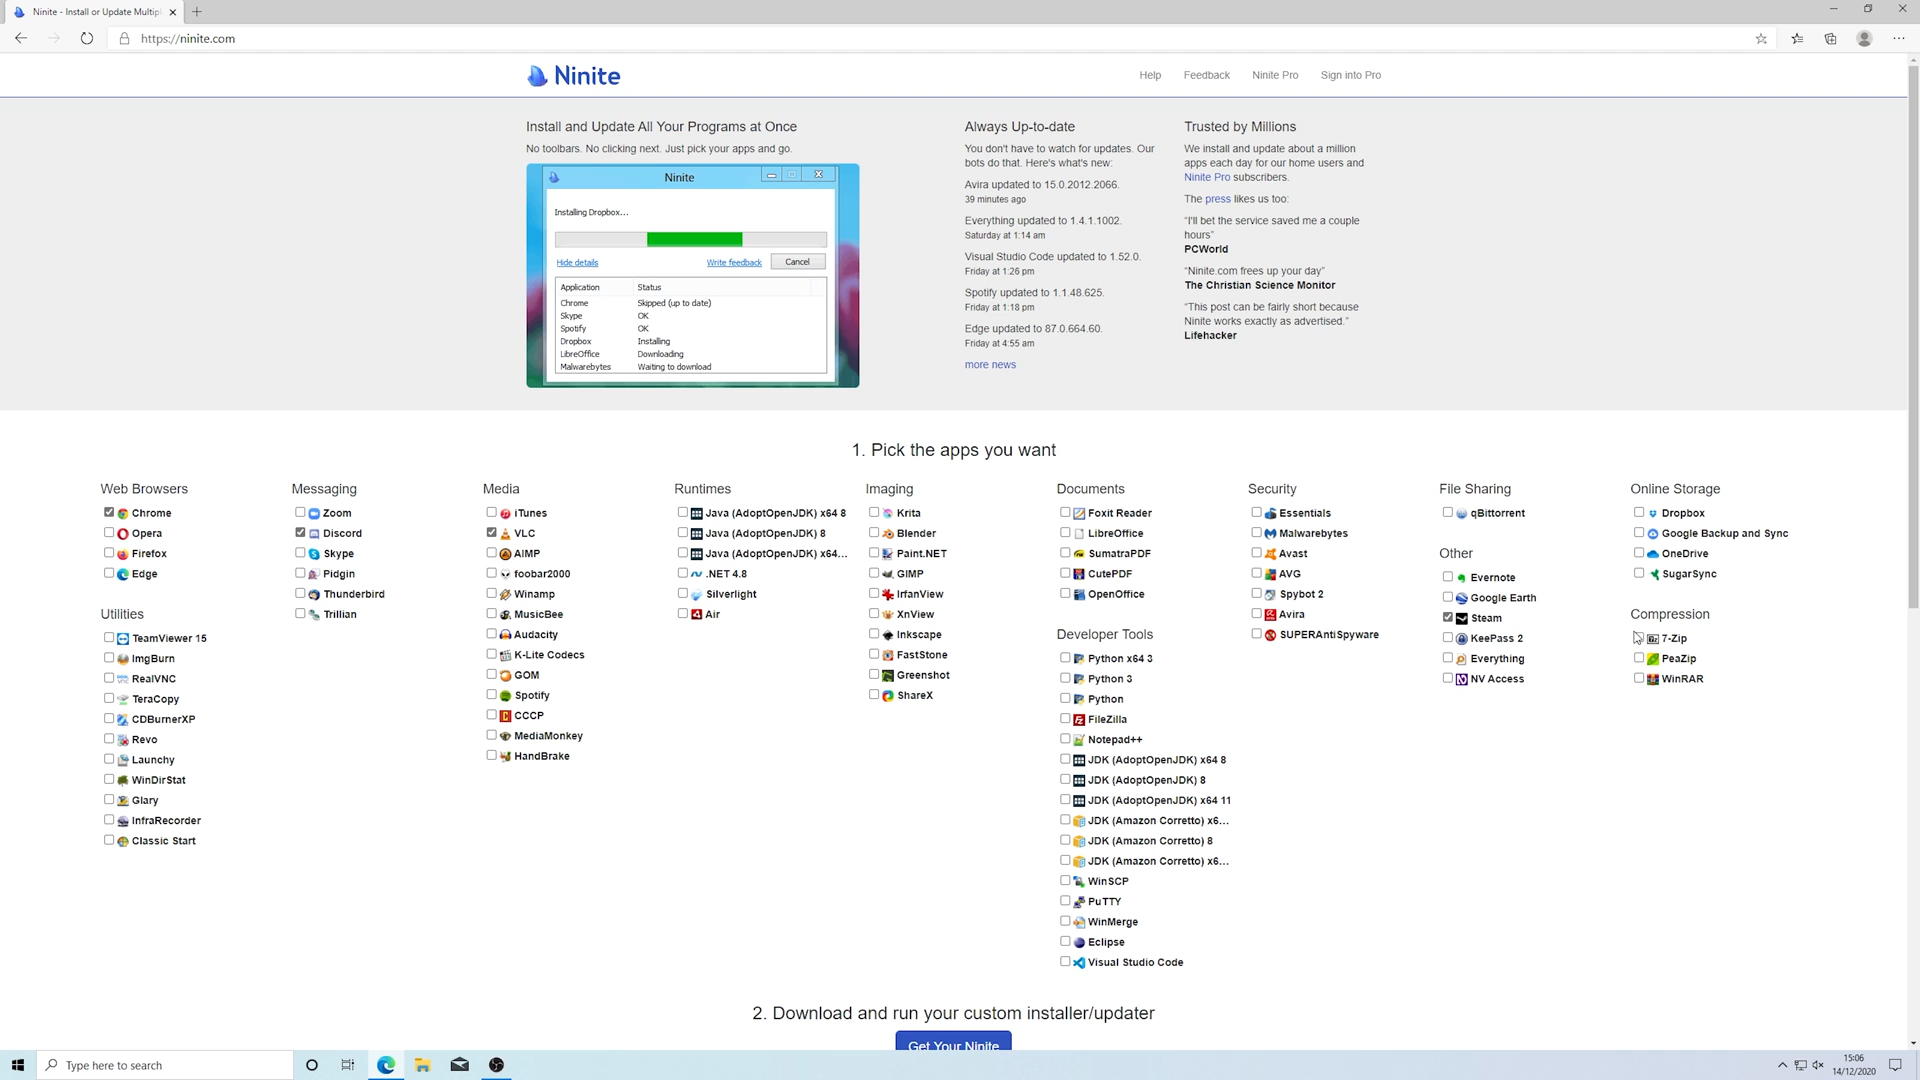 Ninite - Install or Update Multipl
https://ninite.com
Ninite
Help
Feedback
Ninite Pro
Sign into Pro
Install and Update All Your Programs at Once
No toolbars. No clicking next. Just pick your apps and go.
Ninite
Installing Dropbox...
Hide details
Write feedback
Cancel
Application Status
Chrome Skipped (up to date)
Skype OK
Spotify OK
Dropbox Installing
LibreOffice Downloading
Malwarebytes Waiting to download
Always Up-to-date
You don't have to watch for updates. Our
bots do that. Here's what's new:
Avira updated to 15.0.2012.2066.
39 minutes ago
Everything updated to 1.4.1.1002.
Saturday at 1:14 am
Visual Studio Code updated to 1.52.0.
Friday at 1:26 pm
Spotify updated to 1.1.48.625.
Friday at 1:18 pm
Edge updated to 87.0.664.60.
Friday at 4:55 am
more news
Trusted by Millions
We install and update about a million
apps each day for our home users and
Ninite Pro subscribers.
The press likes us too:
“I'll bet the service saved me a couple
hours”
PCWorld
“Ninite.com frees up your day”
The Christian Science Monitor
“This post can be fairly short because
Ninite works exactly as advertised.”
Lifehacker
1. Pick the apps you want
Web Browsers
Chrome
Opera
Firefox
Edge
Utilities
TeamViewer 15
ImgBurn
RealVNC
TeraCopy
CDBurnerXP
Revo
Launchy
WinDirStat
Glary
InfraRecorder
Classic Start
Messaging
Zoom
Discord
Skype
Pidgin
Thunderbird
Trillian
Media
iTunes
VLC
AIMP
foobar2000
Winamp
MusicBee
Audacity
K-Lite Codecs
GOM
Spotify
CCCP
MediaMonkey
HandBrake
Runtimes
Java (AdoptOpenJDK) x64 8
Java (AdoptOpenJDK) 8
Java (AdoptOpenJDK) x64...
.NET 4.8
Silverlight
Air
Imaging
Krita
Blender
Paint.NET
GIMP
IrfanView
XnView
Inkscape
FastStone
Greenshot
ShareX
Documents
Foxit Reader
LibreOffice
SumatraPDF
CutePDF
OpenOffice
Developer Tools
Python x64 3
Python 3
Python
FileZilla
Notepad++
JDK (AdoptOpenJDK) x64 8
JDK (AdoptOpenJDK) 8
JDK (AdoptOpenJDK) x64 11
JDK (Amazon Corretto) x6...
JDK (Amazon Corretto) 8
JDK (Amazon Corretto) x6...
WinSCP
PuTTY
WinMerge
Eclipse
Visual Studio Code
Security
Essentials
Malwarebytes
Avast
AVG
Spybot 2
Avira
SUPERAntiSpyware
File Sharing
qBittorrent
Other
Evernote
Google Earth
Steam
KeePass 2
Everything
NV Access
Online Storage
Dropbox
Google Backup and Sync
OneDrive
SugarSync
Compression
7-Zip
PeaZip
WinRAR
2. Download and run your custom installer/updater
Get Your Ninite
Type here to search
15:06
14/12/2020